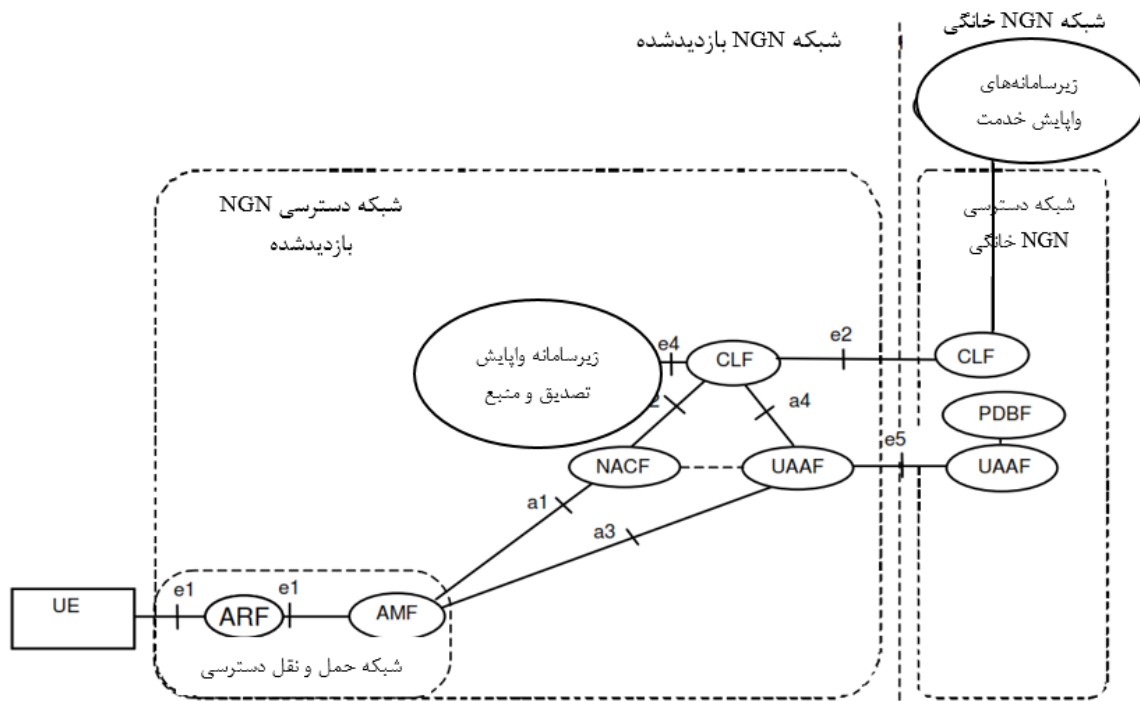 شبکه NGN خانگی
شبکه NGN بازدیدشده
زیرسامانه‌های
واپایش خدمت
شبکه دسترسی NGN
بازدیدشده
شبکه دسترسی
NGN خانگی
زیرسامانه واپایش
تصدیق و منبع
e4
CLF
e2
CLF
2
a4
PDBF
e5
NACF
UAAF
UAAF
a1
a3
UE
e1
ARF
e1
AMF
شبکه حمل و نقل دسترسی